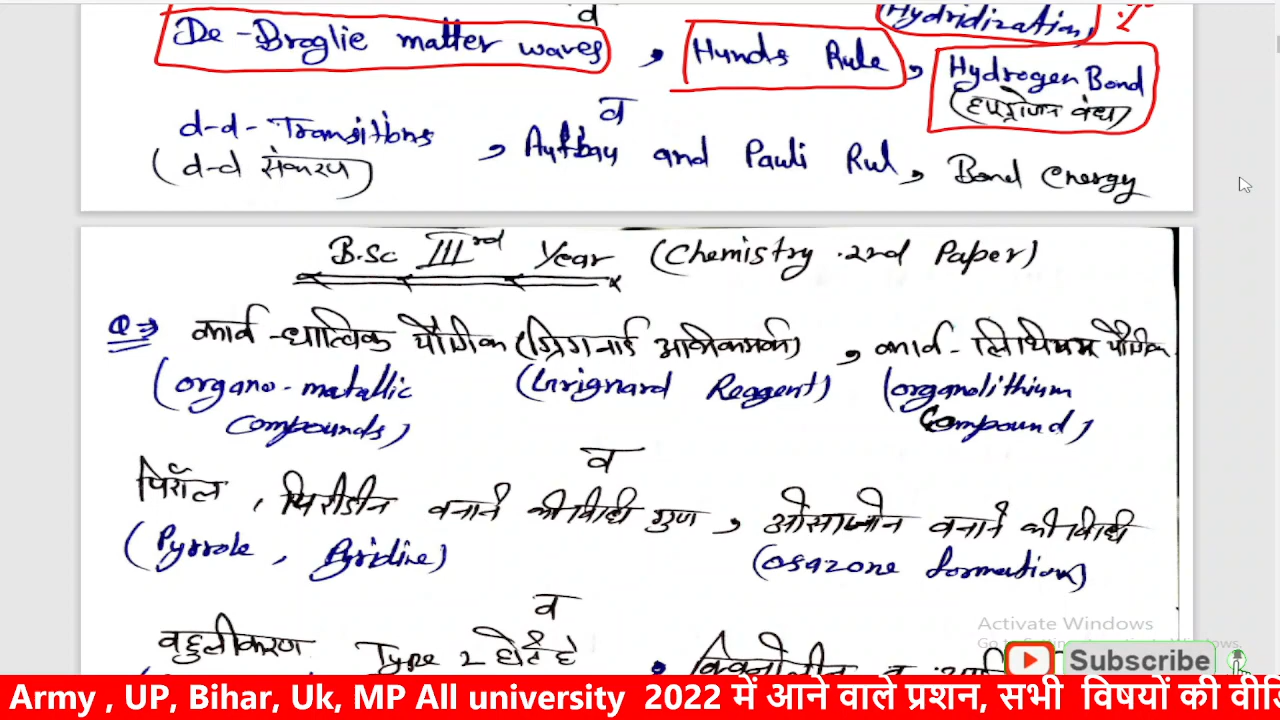 व
Hydridization,
De-Broglie matter waves, Hunds Rule, Hydrogen Bond
(हाइड्रोजन बंध)
व
d-d-Transitions, Aufbau and Pauli Rul, Bond energy
(d-d संक्रमण)
B.Sc IIIrd Year (Chemistry 2nd Paper)
Q⇒ कार्ब-धात्विक यौगिक (ग्रिगनार्ड अभिकर्मक), कार्ब-लिथियम यौगिक
(organo-matallic (Grignard Reagent) (organolithium
compounds) Compound)
व
पिरॉल, पिरीडीन बनाने की विधि गुण, ओसाजोन बनाने की विधि
(Pyrrole, Pyridine) (osazone formation)
व
बहुलीकरण Type 2 होते है
Activate Windows
Subscribe
Army , UP, Bihar, Uk, MP All university 2022 में आने वाले प्रशन, सभी विषयों की